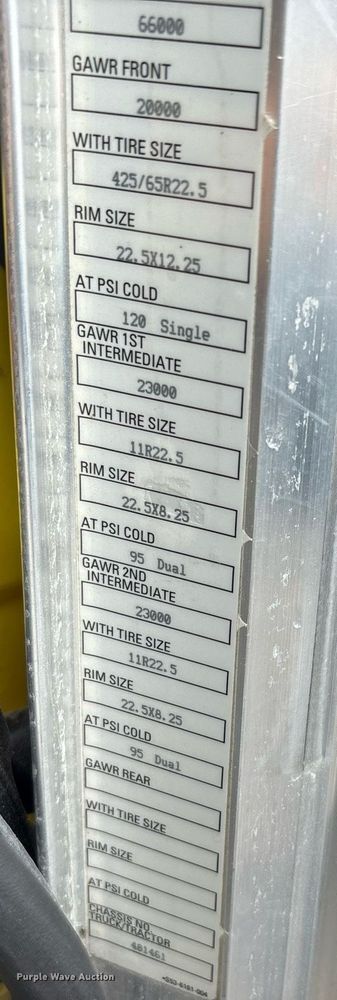 66000
GAWR FRONT
20000
WITH TIRE SIZE
425/65R22.5
RIM SIZE
22.5X12.25
AT PSI COLD
120 Single
GAWR 1ST
INTERMEDIATE
23000
WITH TIRE SIZE
11R22.5
RIM SIZE
22.5X8.25
AT PSI COLD
95 Dual
GAWR 2ND
INTERMEDIATE
23000
WITH TIRE SIZE
11R22.5
RIM SIZE
22.5X8.25
AT PSI COLD
95 Dual
GAWR REAR
WITH TIRE SIZE
RIM SIZE
AT PSI COLD
CHASSIS NO.
TRUCK/TRACTOR
481461
Purple Wave Auction